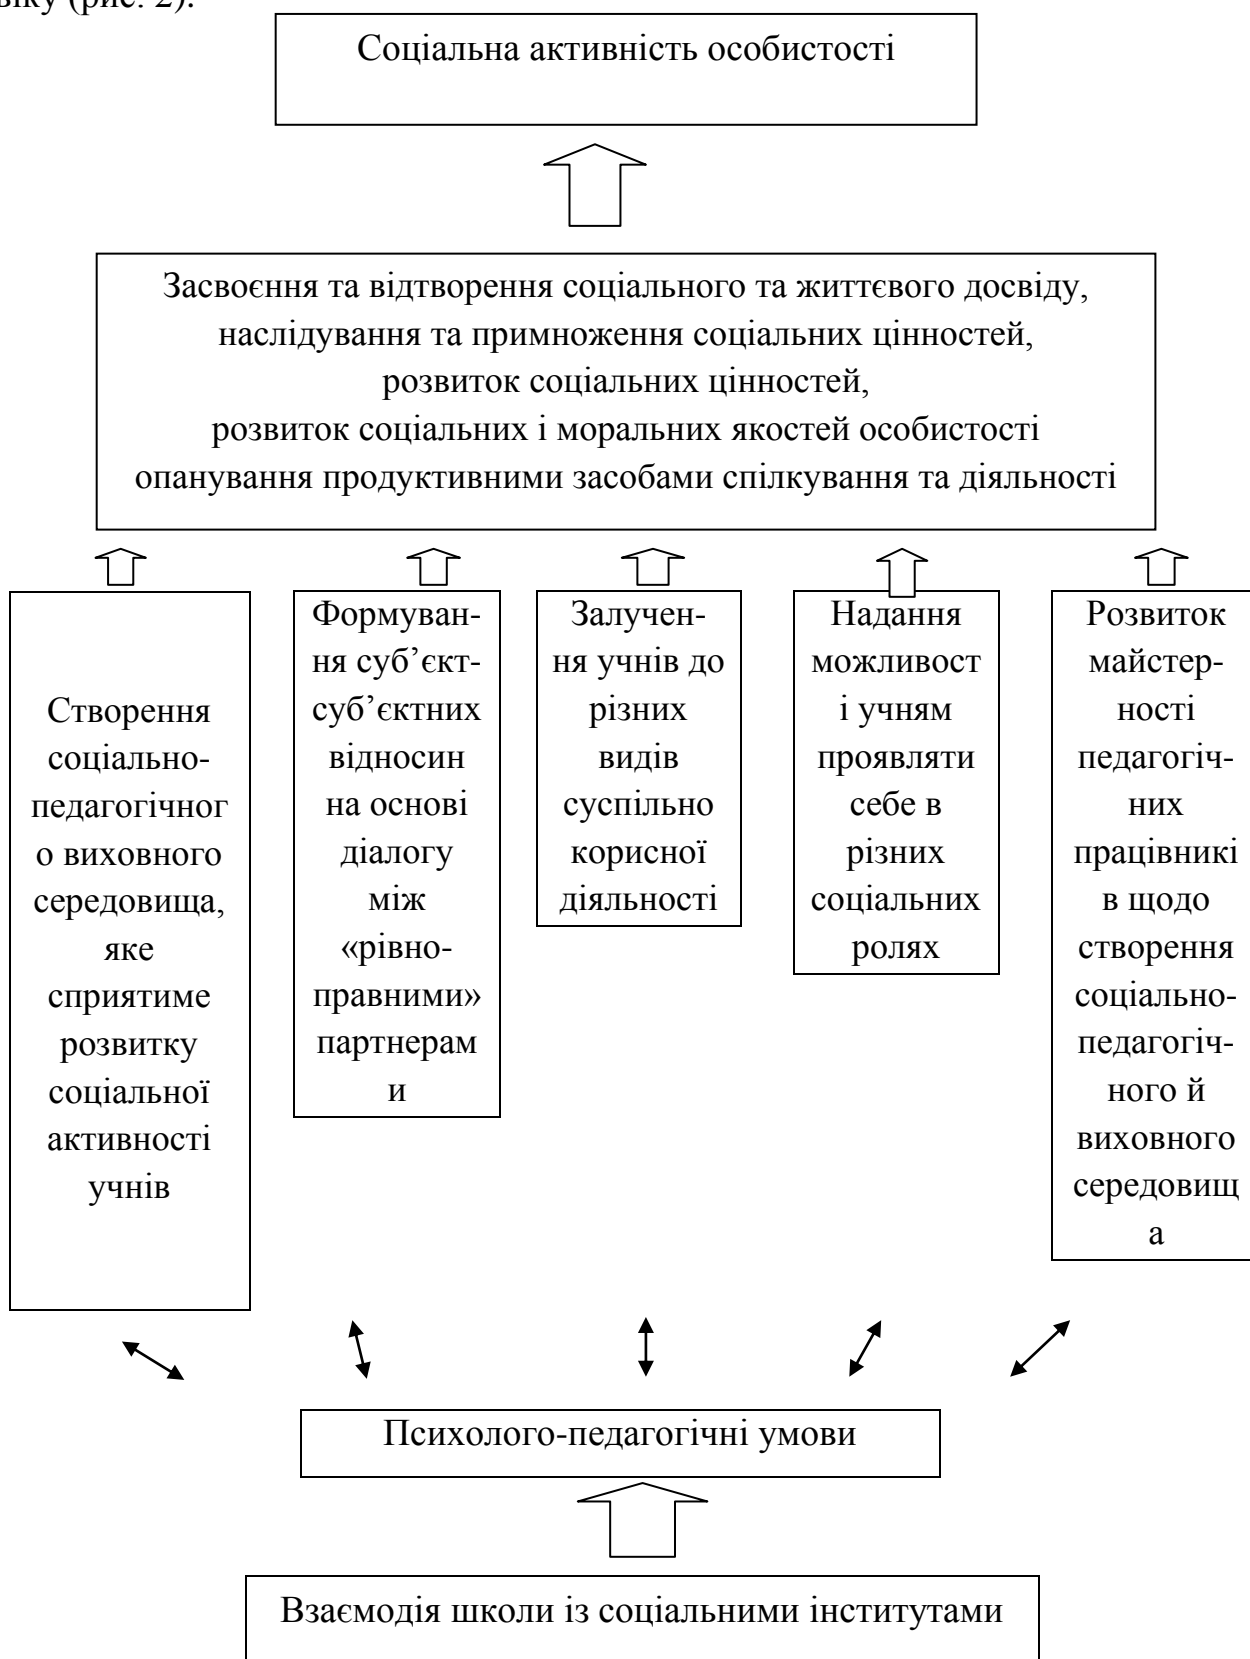 віку (рис. 2).
Соціальна активність особистості
Засвоєння та відтворення соціального та життєвого досвіду,
наслідування та примноження соціальних цінностей,
розвиток соціальних цінностей,
розвиток соціальних і моральних якостей особистості
опанування продуктивними засобами спілкування та діяльності
Створення
соціально-
педагогічног
о виховного
середовища,
яке
сприятиме
розвитку
соціальної
активності
учнів
Формуван-
ня суб’єкт-
суб’єктних
відносин
на основі
діалогу
між
«рівно-
правними»
партнерам
и
Залучен-
ня учнів до
різних
видів
суспільно
корисної
діяльності
Надання
можливост
і учням
проявляти
себе в
різних
соціальних
ролях
Розвиток
майстер-
ності
педагогіч-
них
працівникі
в щодо
створення
соціально-
педагогіч-
ного й
виховного
середовищ
а
Психолого-педагогічні умови
Взаємодія школи із соціальними інститутами